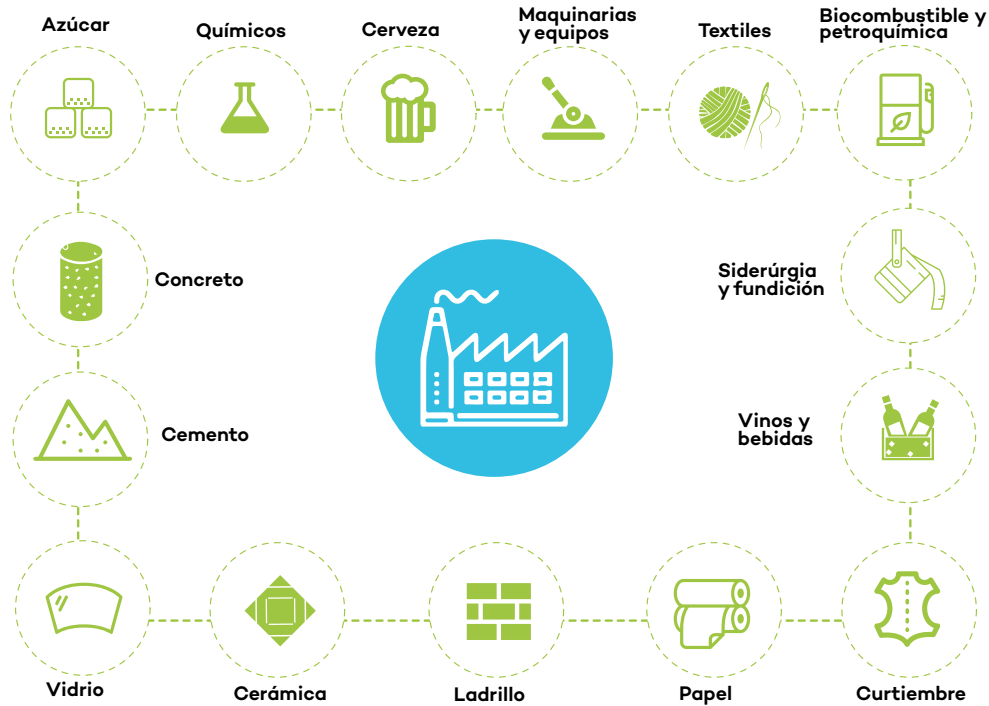 Azúcar
Químicos
Cerveza
Maquinarias
y equipos
Textiles
Biocombustible y
petroquímica
Concreto
Siderúrgia
y fundición
Cemento
Vinos y
bebidas
Vidrio
Cerámica
Ladrillo
Papel
Curtiembre